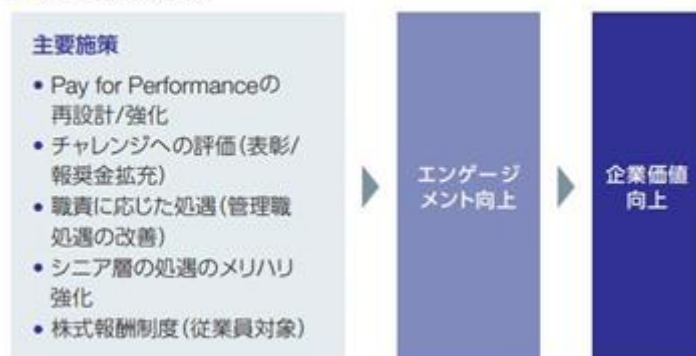 主要施策
• Pay for Performanceの
再設計/強化
• チャレンジへの評価(表彰/
報奨金拡充)
• 職責に応じた処遇(管理職
処遇の改善)
• シニア層の処遇のメリハリ
強化
• 株式報酬制度(従業員対象)
エンゲージ
メント向上
企業価値
向上